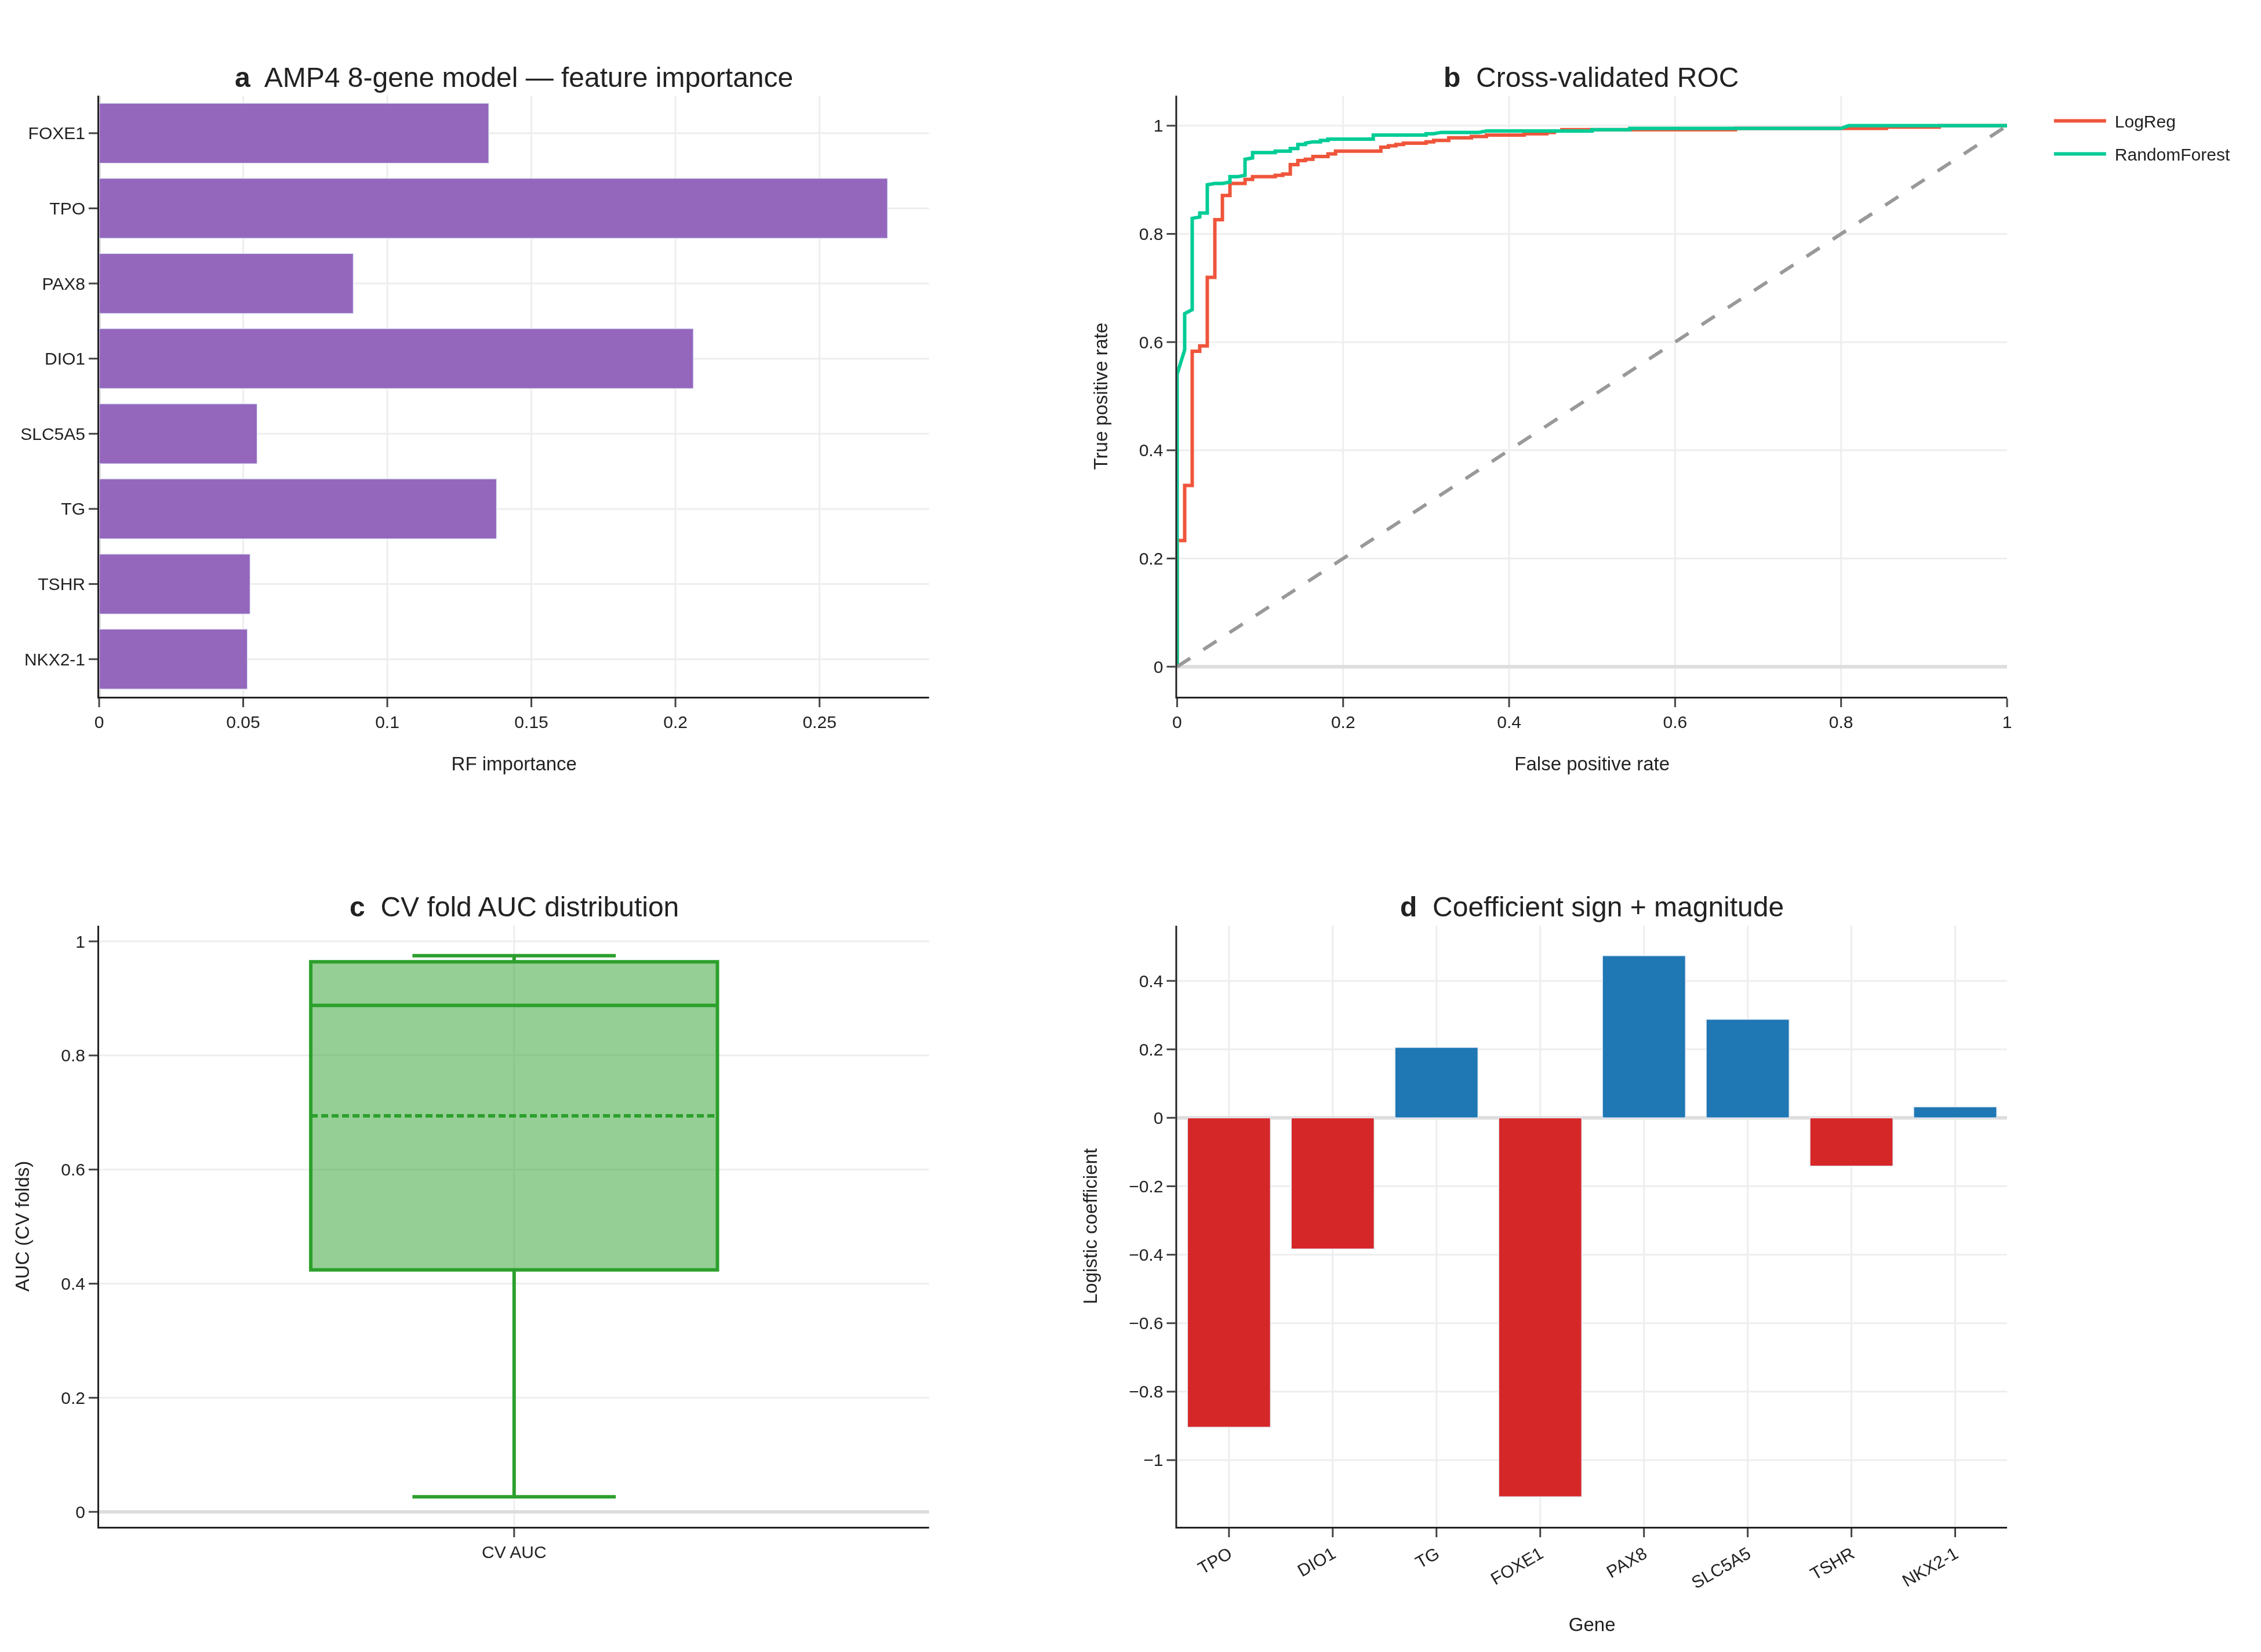 a AMP4 8-gene model — feature importance
FOXE1
TPO
PAX8
DIO1
SLC5A5
TG
TSHR
NKX2-1
0 0.05 0.1 0.15 0.2 0.25
RF importance
b Cross-validated ROC
True positive rate
1
0.8
0.6
0.4
0.2
0
0 0.2 0.4 0.6 0.8 1
False positive rate
LogReg
RandomForest
c CV fold AUC distribution
AUC (CV folds)
1
0.8
0.6
0.4
0.2
0
CV AUC
d Coefficient sign + magnitude
Logistic coefficient
0.4
0.2
0
−0.2
−0.4
−0.6
−0.8
−1
TPO DIO1 TG FOXE1 PAX8 SLC5A5 TSHR NKX2-1
Gene